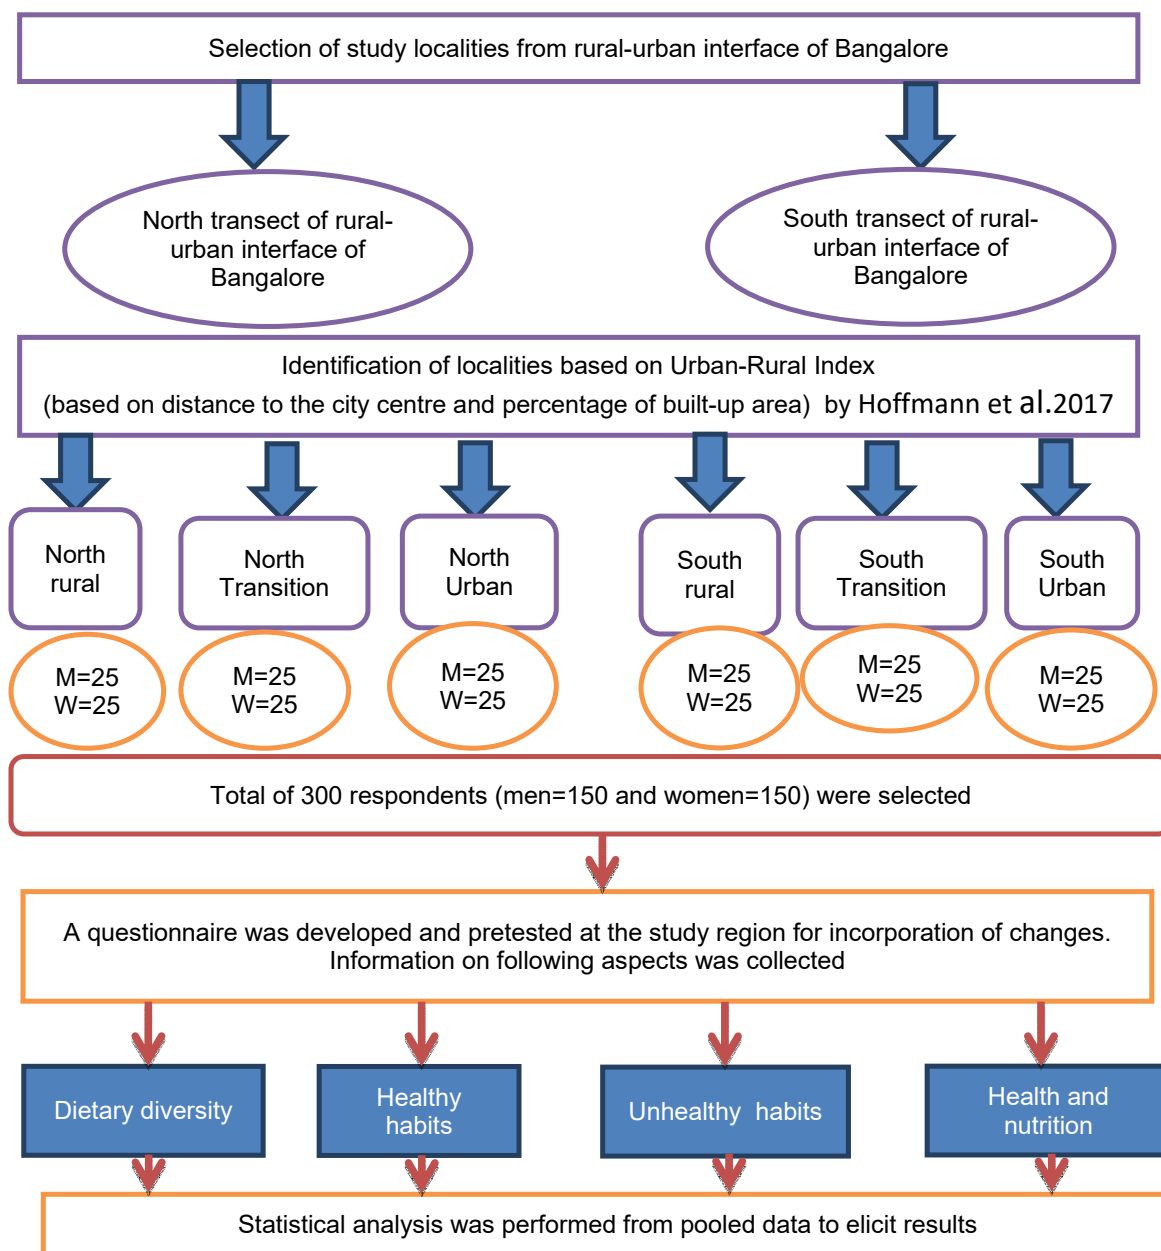 Selection of study localities from rural-urban interface of Bangalore
North transect of rural-
urban interface of
Bangalore
South transect of rural-
urban interface of
Bangalore
Identification of localities based on Urban-Rural Index
(based on distance to the city centre and percentage of built-up area) by Hoffmann et al.2017
North
rural
North
Transition
North
Urban
South
rural
South
Transition
South
Urban
M=25
W=25
M=25
W=25
M=25
W=25
M=25
W=25
M=25
W=25
M=25
W=25
Total of 300 respondents (men=150 and women=150) were selected
A questionnaire was developed and pretested at the study region for incorporation of changes.
Information on following aspects was collected
Dietary diversity
Healthy
habits
Unhealthy habits
Health and
nutrition
Statistical analysis was performed from pooled data to elicit results